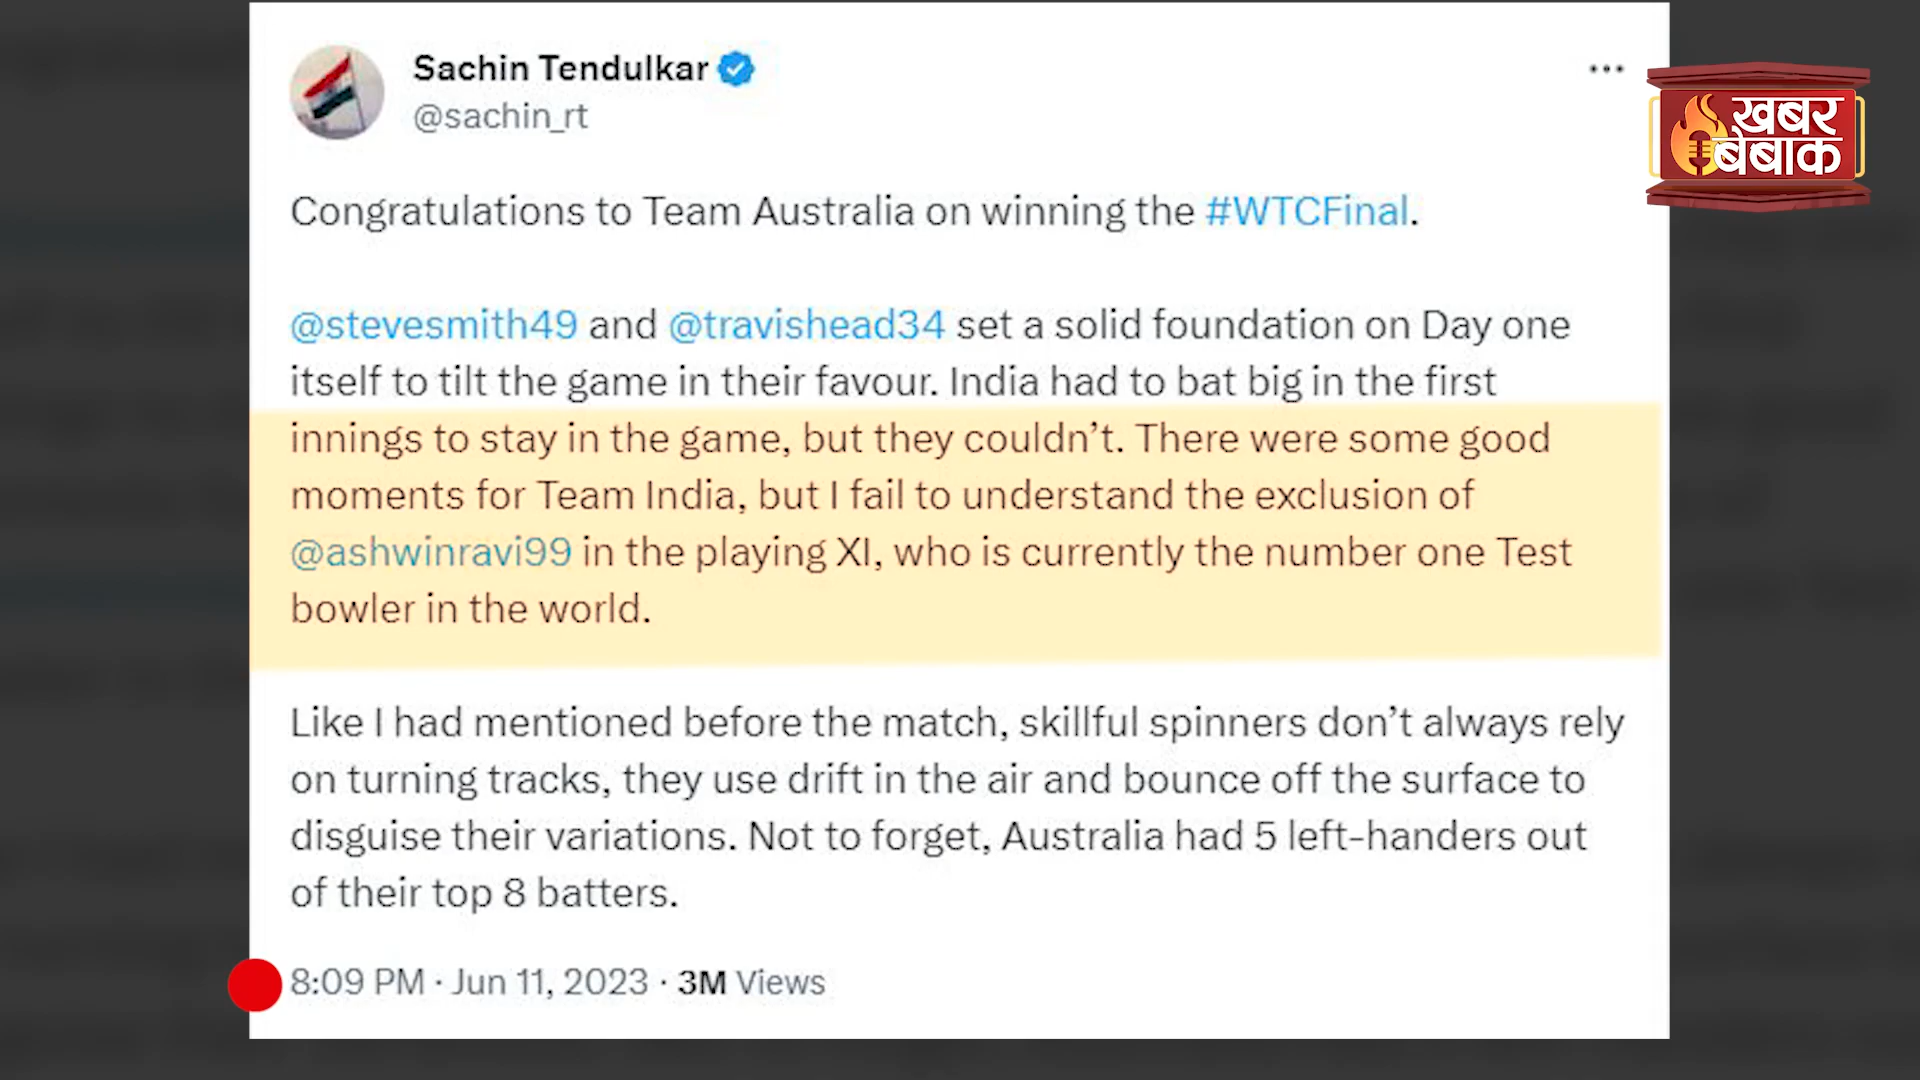 Sachin Tendulkar
@sachin_rt
खबर
बेबाक
Congratulations to Team Australia on winning the #WTCFinal.
@stevesmith49 and @travishead34 set a solid foundation on Day one
itself to tilt the game in their favour. India had to bat big in the first
innings to stay in the game, but they couldn’t. There were some good
moments for Team India, but I fail to understand the exclusion of
@ashwinravi99 in the playing XI, who is currently the number one Test
bowler in the world.
Like I had mentioned before the match, skillful spinners don’t always rely
on turning tracks, they use drift in the air and bounce off the surface to
disguise their variations. Not to forget, Australia had 5 left-handers out
of their top 8 batters.
8:09 PM · Jun 11, 2023 · 3M Views